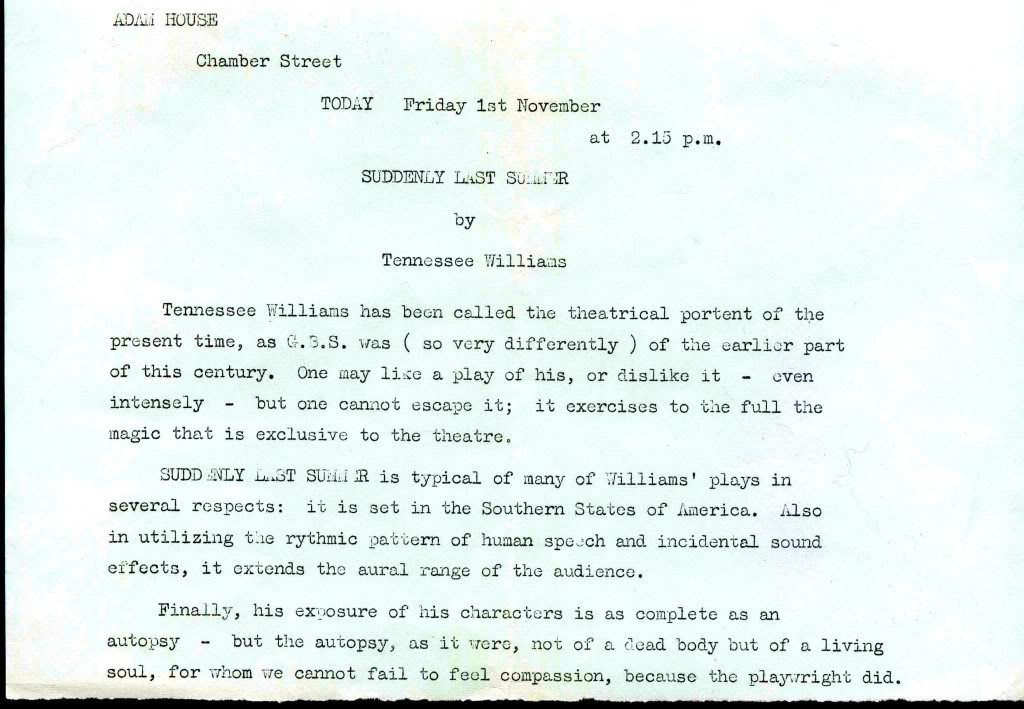 ADAM HOUSE
Chamber Street
TODAY Friday 1st November
at 2.15 p.m.
SUDDENLY LAST SUMMER
by
Tennessee Williams
Tennessee Williams has been called the theatrical portent of the
present time, as G.B.S. was ( so very differently ) of the earlier part
of this century. One may like a play of his, or dislike it - even
intensely - but one cannot escape it; it exercises to the full the
magic that is exclusive to the theatre.
SUDDENLY LAST SUMMER is typical of many of Williams' plays in
several respects: it is set in the Southern States of America. Also
in utilizing the rythmic pattern of human speech and incidental sound
effects, it extends the aural range of the audience.
Finally, his exposure of his characters is as complete as an
autopsy - but the autopsy, as it were, not of a dead body but of a living
soul, for whom we cannot fail to feel compassion, because the playwright did.